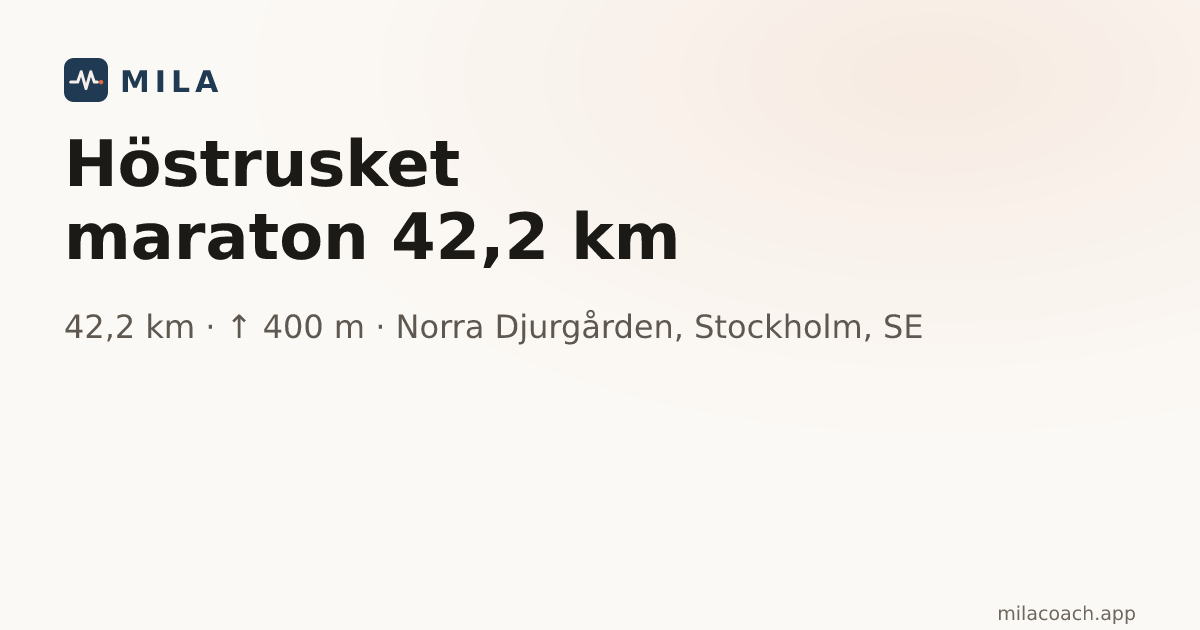 MILA
Höstrusket
maraton 42,2 km
42,2 km · ↑ 400 m · Norra Djurgården, Stockholm, SE
milacoach.app